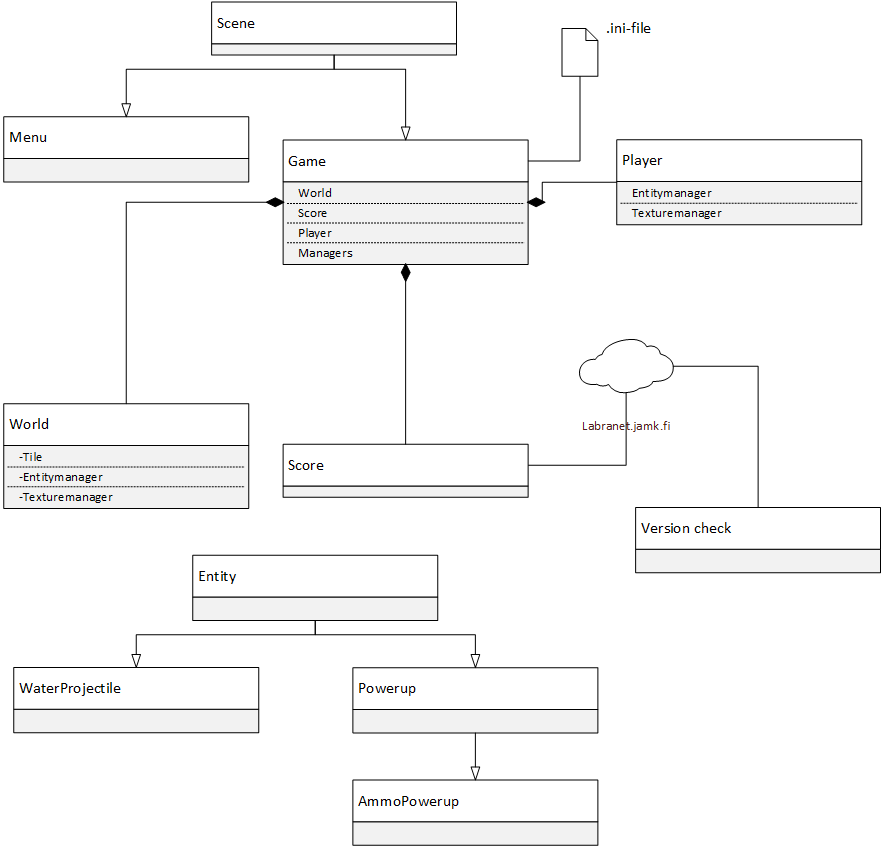 Scene
.ini-file
Menu
Game
World
Score
Player
Managers
Player
Entitymanager
Texturemanager
World
-Tile
-Entitymanager
-Texturemanager
Score
Labranet.jamk.fi
Version check
Entity
WaterProjectile
Powerup
AmmoPowerup